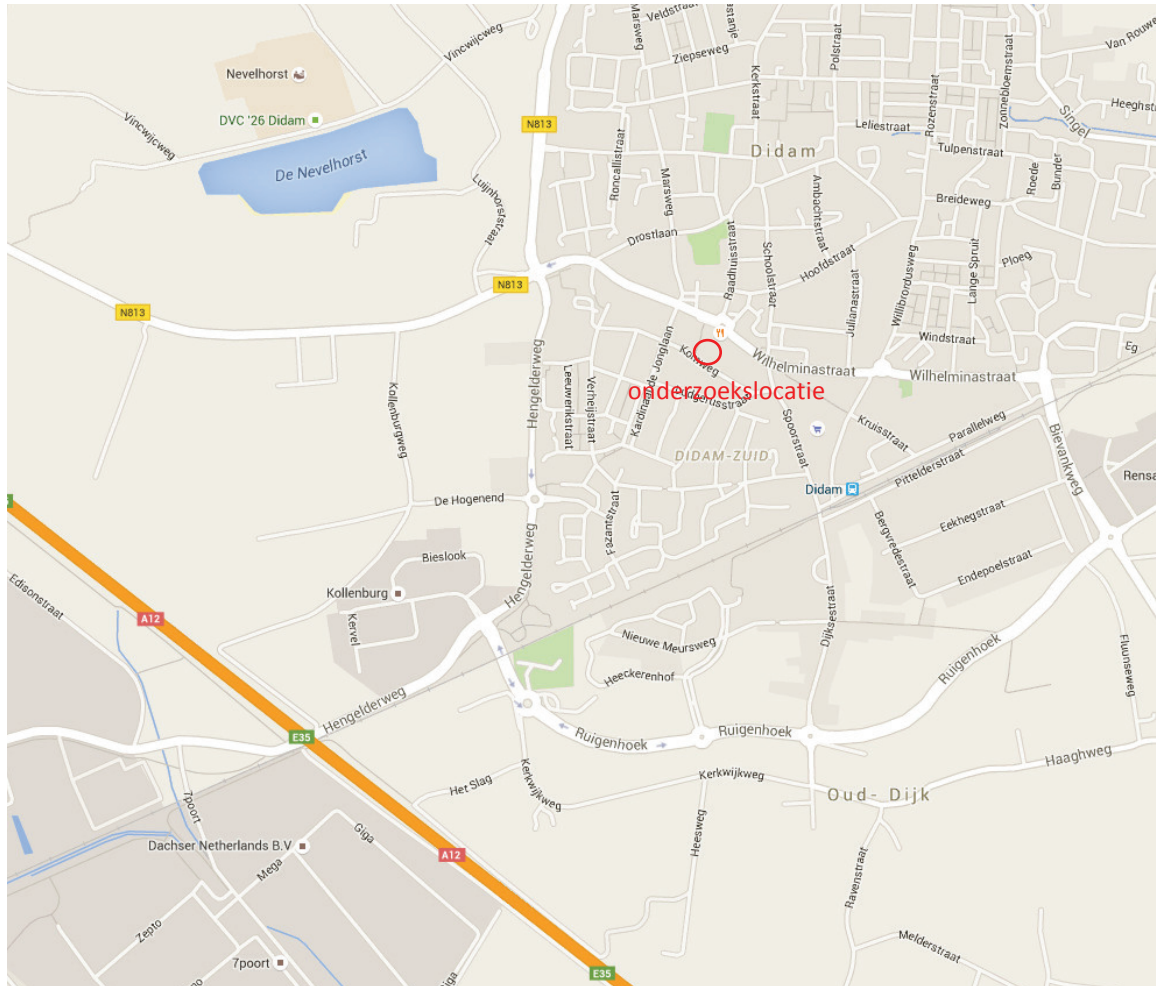 Veldstraat
Marsweg
Ziepseweg
Kerkstraat
Polstraat
Van Rouwe
Vincwijcweg
Nevelhorst
Rozenstraat
Zonnebloemstraat
Heeghst
Singel
Vincwijcweg
DVC '26 Didam
N813
Leliestraat
Didam
Tulpenstraat
De Nevelhorst
Roncallistraat
Marsweg
Roede
Bunder
Luijnhorststraat
Ambachtstraat
Breideweg
Drostlaan
Raadhuisstraat
Schoolstraat
Hoofdstraat
Willibrordusweg
Lange Spruit
Ploeg
N813
N813
Julianastraat
Windstraat
Eg
Kardinaal de Jonglaan
Wilhelminastraat
Wilhelminastraat
Kollenburgweg
Hengelderweg
Leeuwerikstraat
Verheijstraat
onderzoekslocatie
Kruisstraat
Parallelweg
Spoorstraat
DIDAM-ZUID
Pittelderstraat
Bievankweg
Rensa
Didam
De Hogenend
Fazantstraat
Bergvredestraat
Eekhegstraat
Bieslook
Endepoelstraat
Edisonstraat
Kollenburg
Hengelderweg
A12
Kervel
Nieuwe Meursweg
Dijksestraat
Heeckerenhof
Ruigenhoek
Fluunseweg
Hengelderweg
E35
Ruigenhoek
Ruigenhoek
Haaghweg
Het Slag
Kerkwijkweg
Kerkwijkweg
Oud- Dijk
7poort
Giga
Heesweg
Dachser Netherlands B.V
A12
Mega
Ravenstraat
Zepto
Melderstraat
7poort
Giga
E35